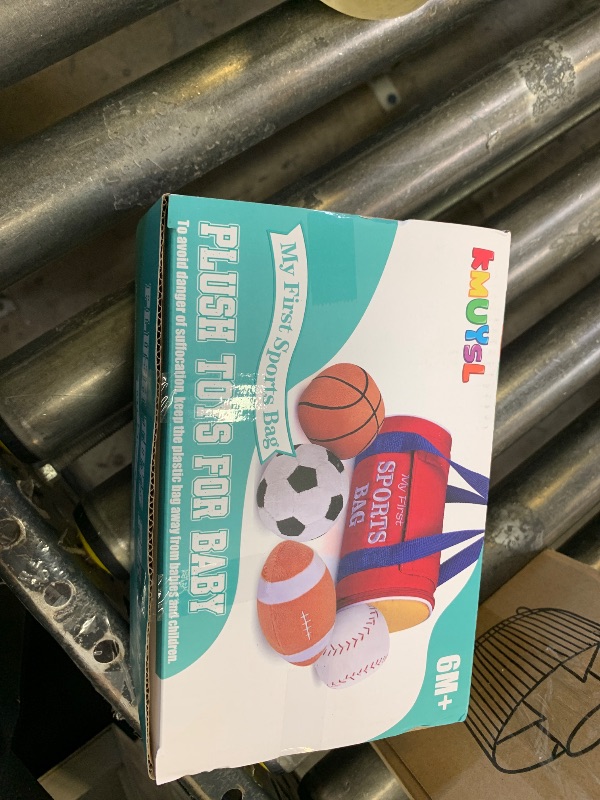 KMUYSL
6M+
My First
SPORTS
BAG
My First Sports Bag
PLUSH TOYS FOR BABY
To avoid danger of suffocation, keep the plastic bag away from babies and children.